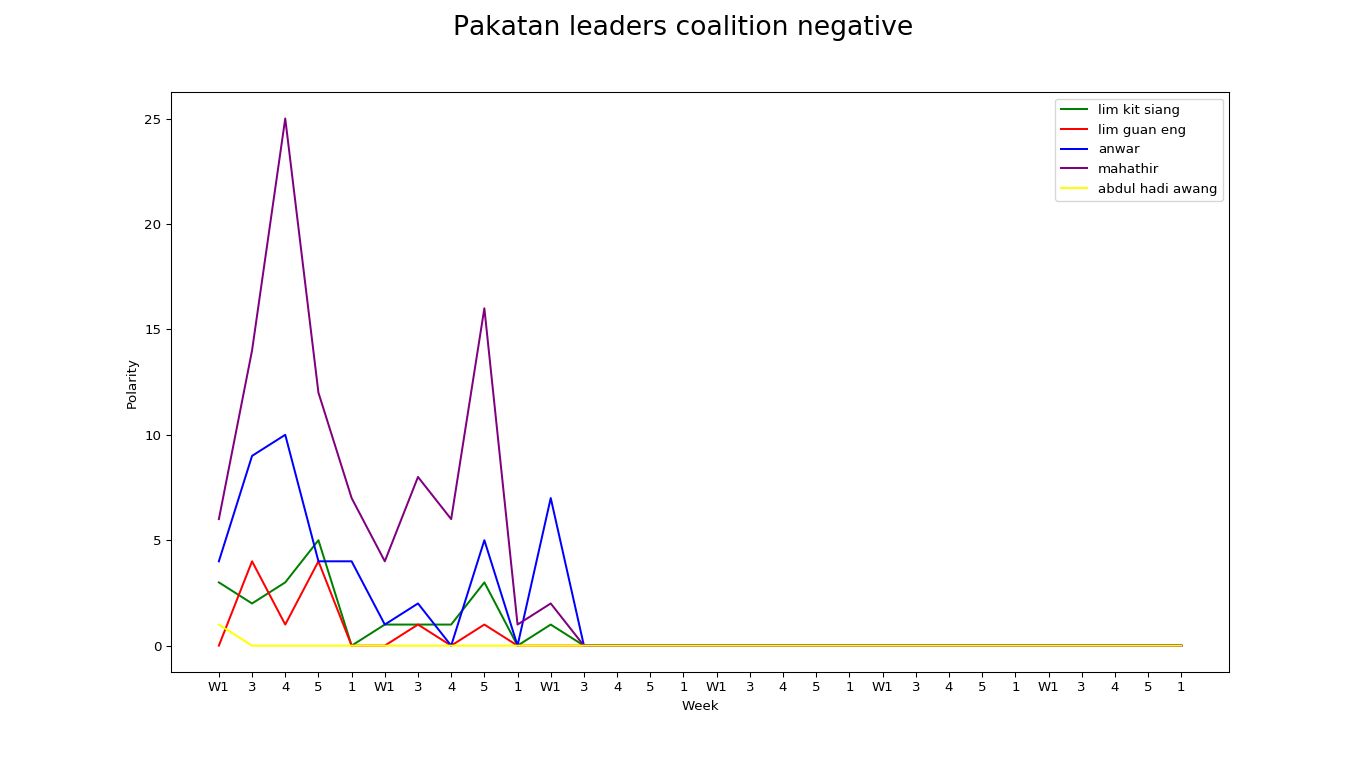 Pakatan leaders coalition negative
lim kit siang
lim guan eng
anwar
mahathir
abdul hadi awang
25
20
15
10
5
0
Polarity
W1 3 4 5 1 W1 3 4 5 1 W1 3 4 5 1 W1 3 4 5 1 W1 3 4 5 1 W1 3 4 5 1
Week